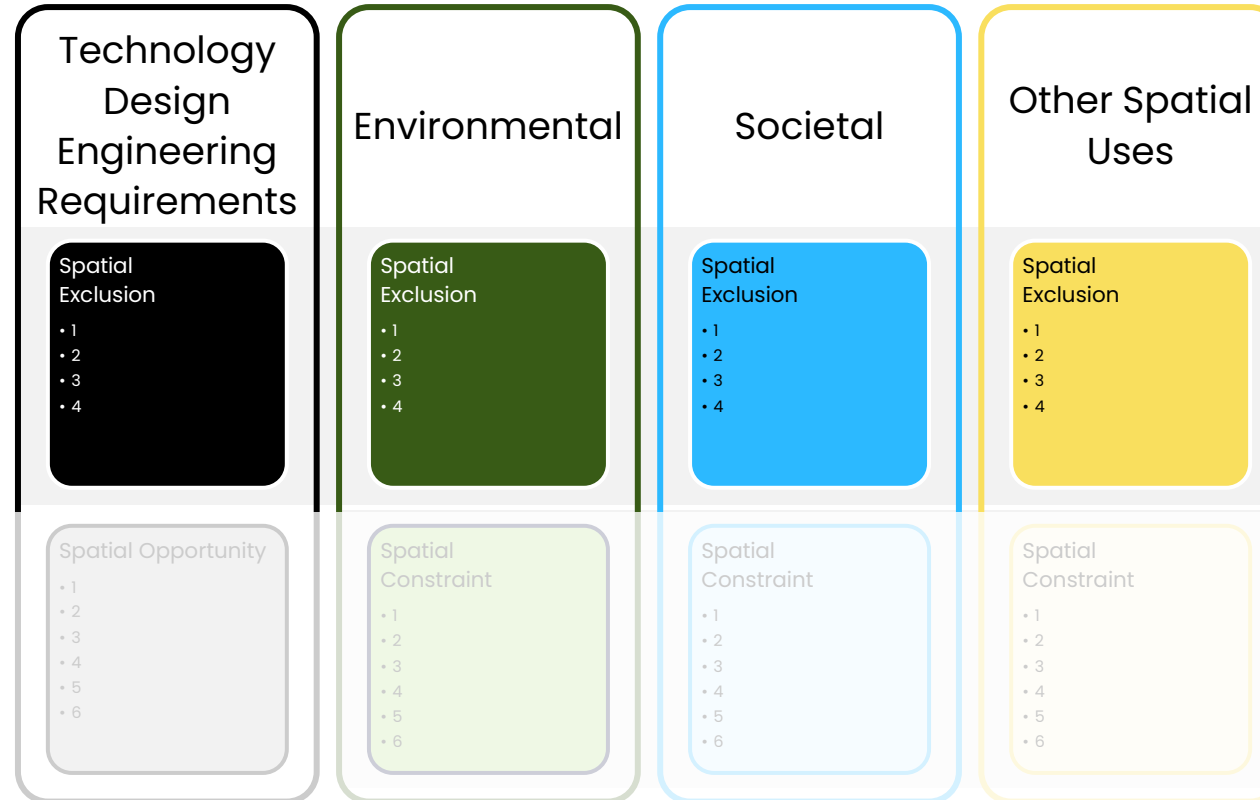 Technology
Design
Engineering
Requirements
Environmental
Societal
Other Spatial
Uses
Spatial
Exclusion
• 1
• 2
• 3
• 4
Spatial
Exclusion
• 1
• 2
• 3
• 4
Spatial
Exclusion
• 1
• 2
• 3
• 4
Spatial
Exclusion
• 1
• 2
• 3
• 4
Spatial Opportunity
• 1
• 2
• 3
• 4
• 5
• 6
Spatial
Constraint
• 1
• 2
• 3
• 4
• 5
• 6
Spatial
Constraint
• 1
• 2
• 3
• 4
• 5
• 6
Spatial
Constraint
• 1
• 2
• 3
• 4
• 5
• 6